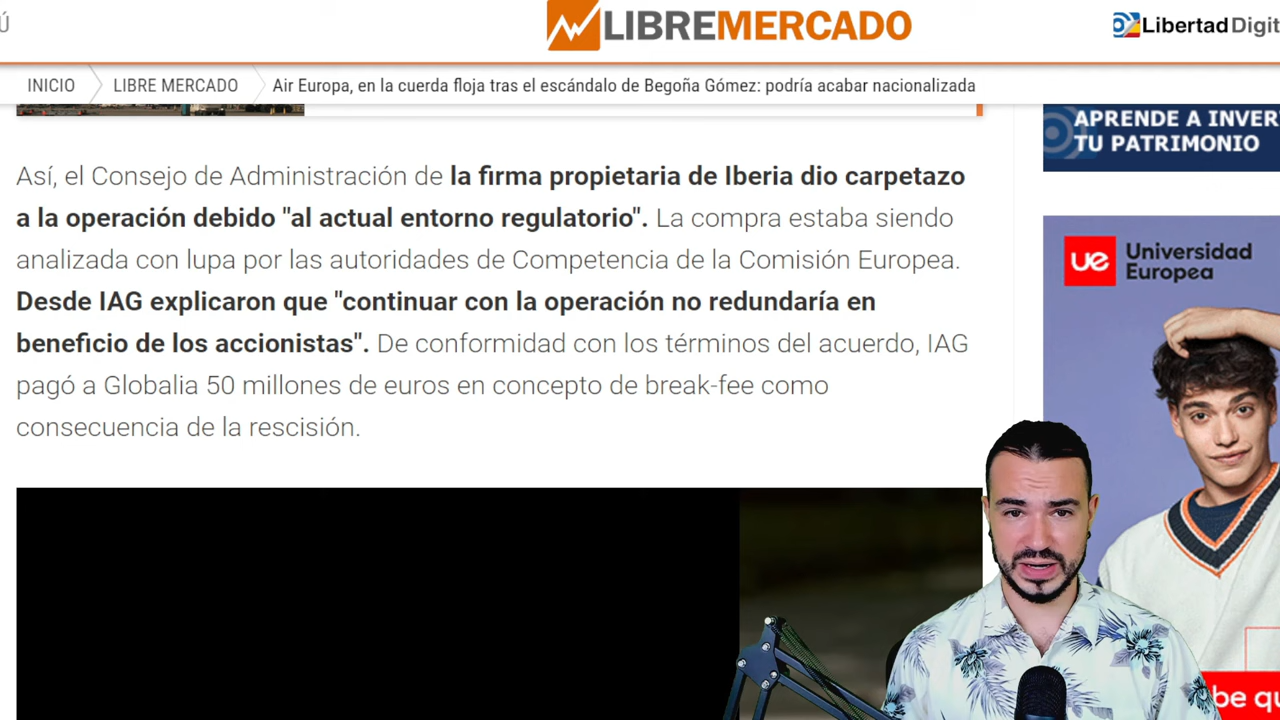 Ú
LIBREMERCADO
Libertad Digit
INICIO
LIBRE MERCADO
Air Europa, en la cuerda floja tras el escándalo de Begoña Gómez: podría acabar nacionalizada
Así, el Consejo de Administración de la firma propietaria de Iberia dio carpetazo
a la operación debido "al actual entorno regulatorio". La compra estaba siendo
analizada con lupa por las autoridades de Competencia de la Comisión Europea.
Desde IAG explicaron que "continuar con la operación no redundaría en
beneficio de los accionistas". De conformidad con los términos del acuerdo, IAG
pagó a Globalia 50 millones de euros en concepto de break-fee como
consecuencia de la rescisión.
APRENDE A INVER
TU PATRIMONIO
ue Universidad
Europea
be qu